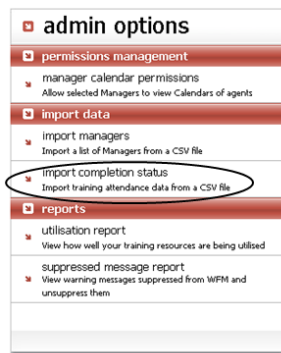 admin options
permissions management
manager calendar permissions
Allow selected Managers to view Calendars of agents
import data
import managers
Import a list of Managers from a CSV file
import completion status
Import training attendance data from a CSV file
reports
utilisation report
View how well your training resources are being utilised
suppressed message report
View warning messages suppressed from WFM and
unsuppress them